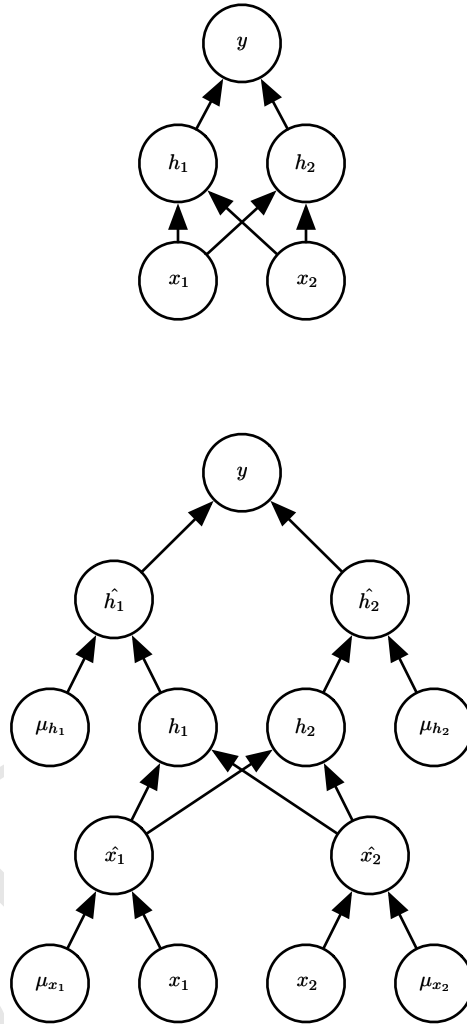 y
h₁ h₂
x₁ x₂
y
ĥ₁ ĥ₂
μ_{h₁} h₁ h₂ μ_{h₂}
x̂₁ x̂₂
μ_{x₁} x₁ x₂ μ_{x₂}